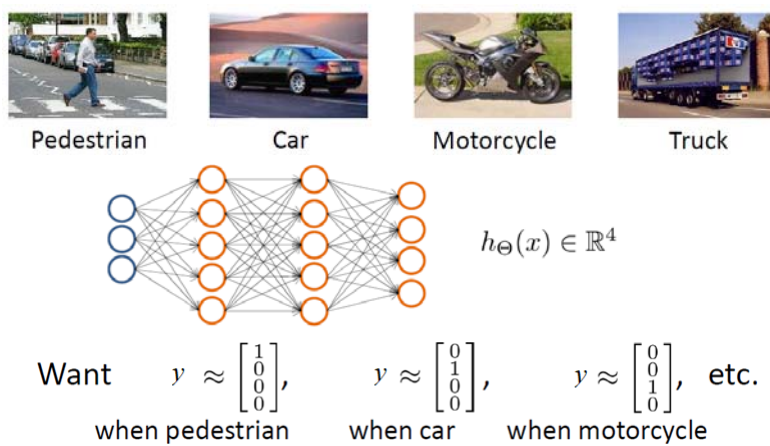 Pedestrian Car Motorcycle Truck
h_Θ(x) ∈ ℝ⁴
Want y ≈ [1 0 0 0], y ≈ [0 1 0 0], y ≈ [0 0 1 0], etc.
when pedestrian when car when motorcycle